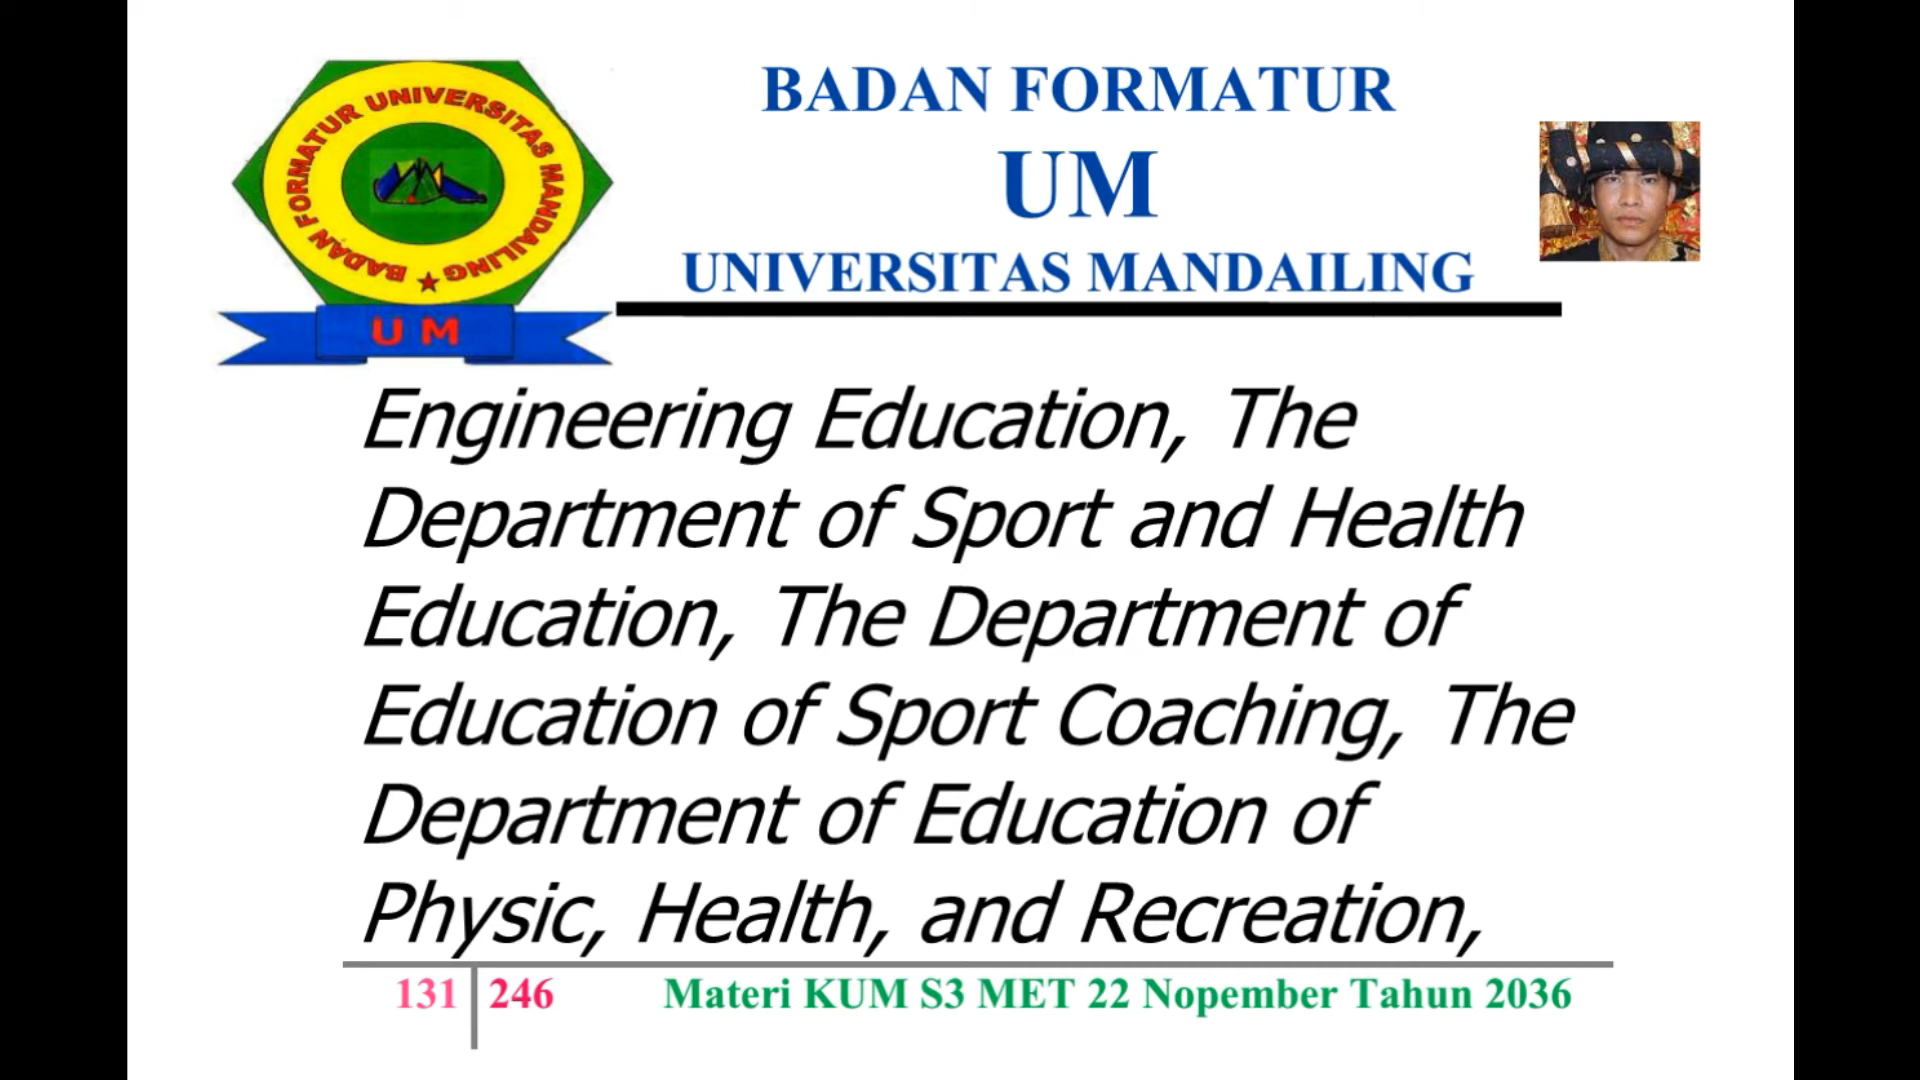 BADAN FORMATUR UNIVERSITAS MANDAILING
U M
BADAN FORMATUR
UM
UNIVERSITAS MANDAILING
Engineering Education, The
Department of Sport and Health
Education, The Department of
Education of Sport Coaching, The
Department of Education of
Physic, Health, and Recreation,
131 246 Materi KUM S3 MET 22 Nopember Tahun 2036